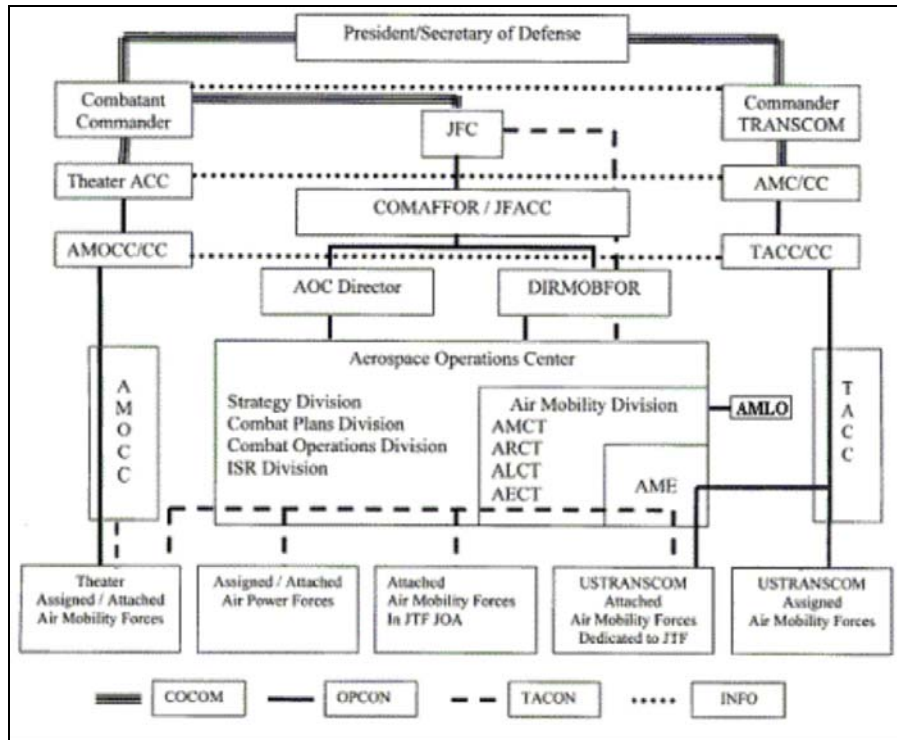 President/Secretary of Defense
Combatant
Commander
JFC
Commander
TRANSCOM
Theater ACC
AMC/CC
COMAFFOR / JFACC
AMOCC/CC
TACC/CC
AOC Director
DIRMOBFOR
Aerospace Operations Center
Strategy Division
Combat Plans Division
Combat Operations Division
ISR Division
Air Mobility Division
AMCT
ARCT
ALCT
AECT
AME
AMLO
A
M
O
C
C
T
A
C
C
Theater
Assigned / Attached
Air Mobility Forces
Assigned / Attached
Air Power Forces
Attached
Air Mobility Forces
In JTF JOA
USTRANSCOM
Attached
Air Mobility Forces
Dedicated to JTF
USTRANSCOM
Assigned
Air Mobility Forces
COCOM
OPCON
TACON
INFO